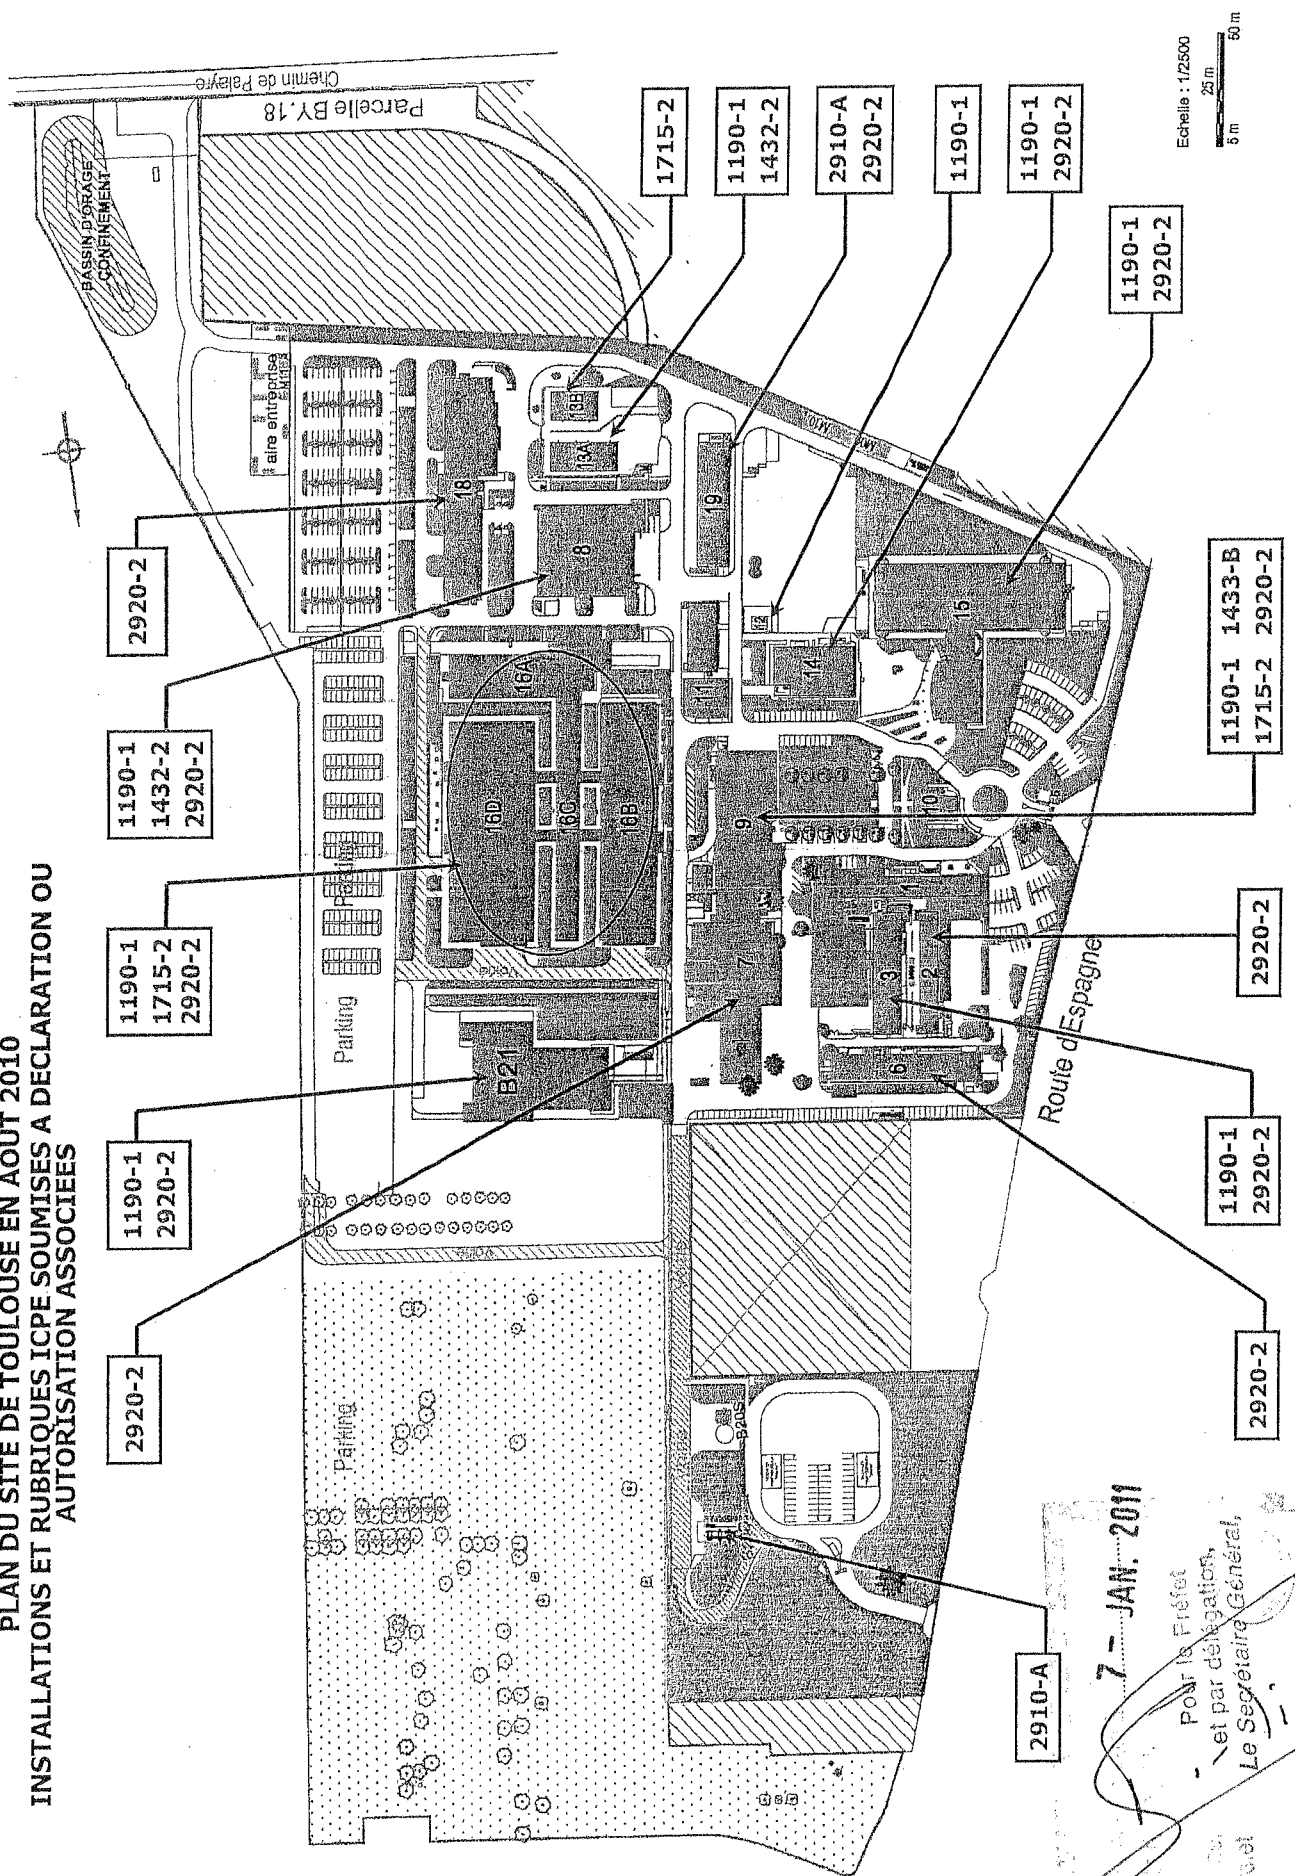 PLAN DU SITE DE TOULOUSE EN AOUT 2010
INSTALLATIONS ET RUBRIQUES ICPE SOUMISES A DECLARATION OU
AUTORISATION ASSOCIEES
2920-2
1190-1
2920-2
1190-1
1715-2
2920-2
1190-1
1432-2
2920-2
2920-2
Chemin de Palayre
Parcelle BY.18
BASSIN D'ORAGE
CONFINEMENT
aire entreprise
Parking
Parking
Parking
Voirie
B21
16D
16A
16C
16B
18
8
13A
13B
19
11
12
14
15
9
10
7
1
3
2
6
B20S
Route d'Espagne
1715-2
1190-1
1432-2
2910-A
2920-2
1190-1
1190-1
2920-2
1190-1
2920-2
1190-1 1433-B
1715-2 2920-2
2920-2
1190-1
2920-2
2920-2
2910-A
Echelle : 1/2500
5 m 25 m 50 m
7 - JAN. 2011
Pour le Préfet
et par délégation,
Le Secrétaire Général,